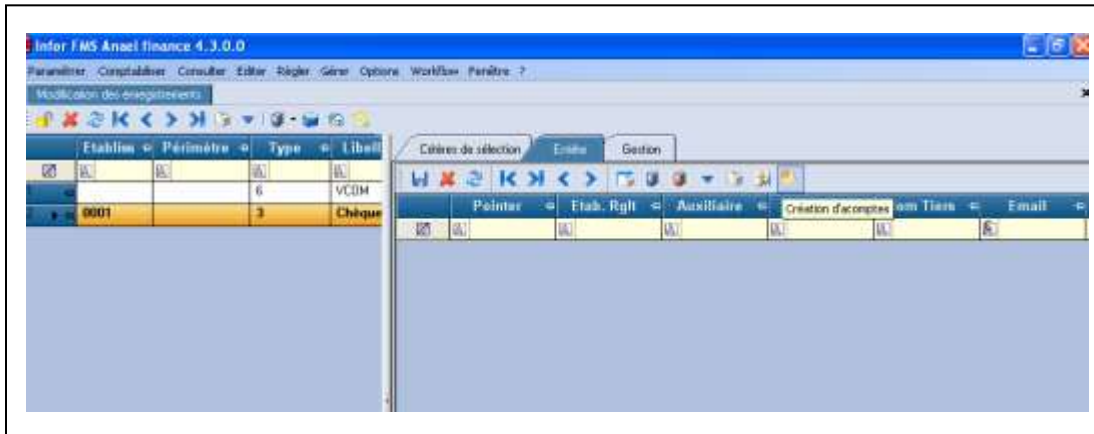 Infor FMS Anael finance 4.3.0.0
Paramétrer Comptabiliser Consulter Editer Régler Gérer Options Workflow Fenêtre ?
Modification des enregistrements
Etablim Périmètre Type Libell
6 VCOM
0001 3 Chèque
Critères de sélection Entête Gestion
Pointer Etab. Rglt Auxiliaire om Tiers Email
Création d'acomptes